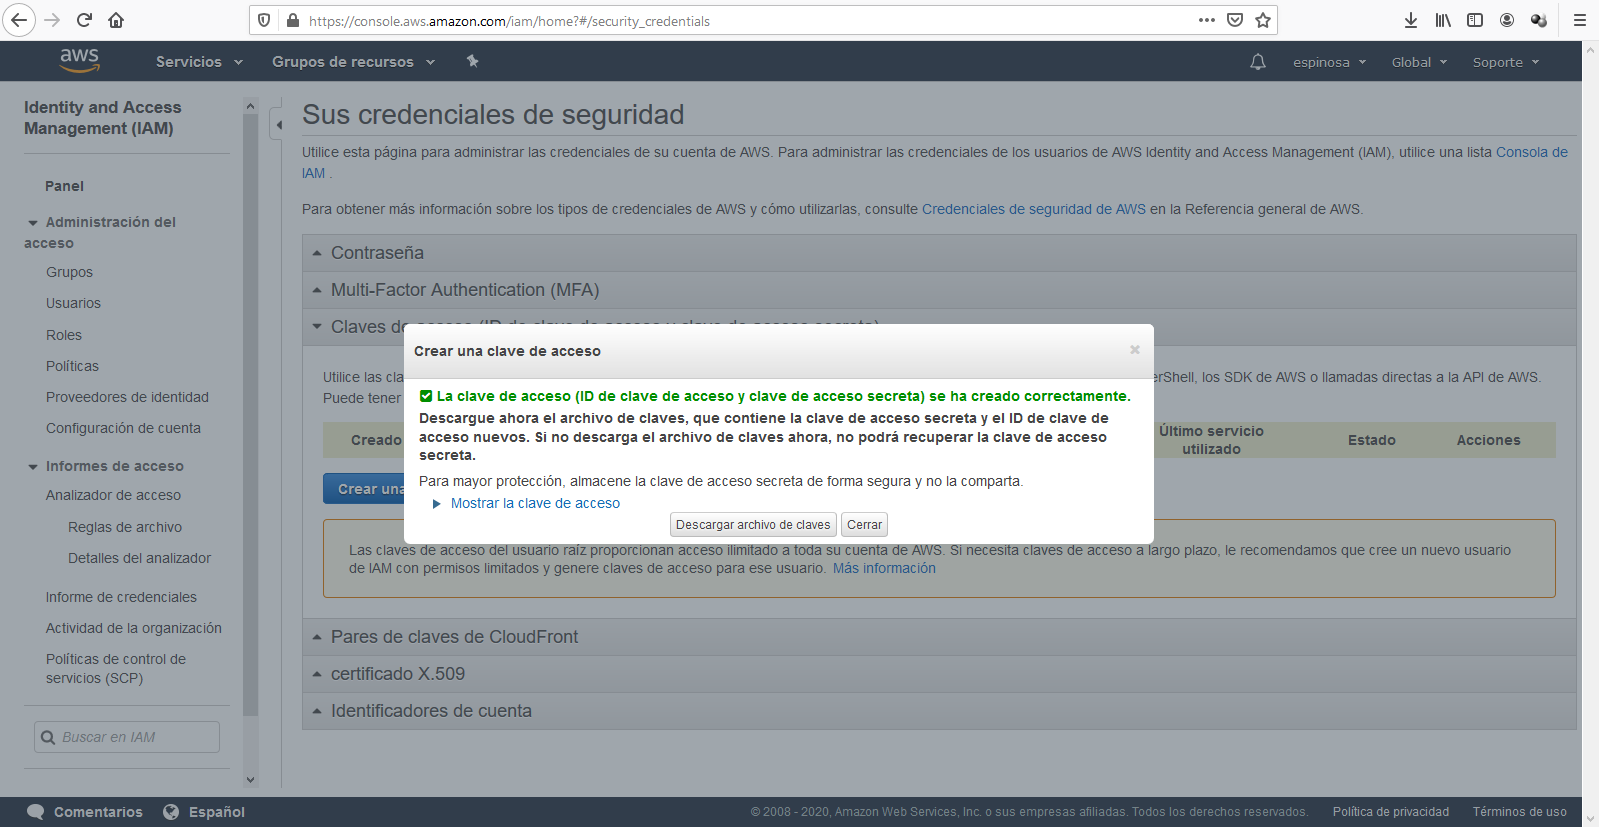 https://console.aws.amazon.com/iam/home?#/security_credentials
aws
Servicios
Grupos de recursos
espinosa
Global
Soporte
Identity and Access
Management (IAM)
Panel
Administración del
acceso
Grupos
Usuarios
Roles
Políticas
Proveedores de identidad
Configuración de cuenta
Informes de acceso
Analizador de acceso
Reglas de archivo
Detalles del analizador
Informe de credenciales
Actividad de la organización
Políticas de control de
servicios (SCP)
Buscar en IAM
Sus credenciales de seguridad
Utilice esta página para administrar las credenciales de su cuenta de AWS. Para administrar las credenciales de los usuarios de AWS Identity and Access Management (IAM), utilice una lista Consola de
IAM .
Para obtener más información sobre los tipos de credenciales de AWS y cómo utilizarlas, consulte Credenciales de seguridad de AWS en la Referencia general de AWS.
Contraseña
Multi-Factor Authentication (MFA)
Claves de acceso (ID de clave de acceso y clave de acceso secreta)
Crear una clave de acceso
La clave de acceso (ID de clave de acceso y clave de acceso secreta) se ha creado correctamente.
Descargue ahora el archivo de claves, que contiene la clave de acceso secreta y el ID de clave de
acceso nuevos. Si no descarga el archivo de claves ahora, no podrá recuperar la clave de acceso
secreta.
Para mayor protección, almacene la clave de acceso secreta de forma segura y no la comparta.
Mostrar la clave de acceso
Descargar archivo de claves
Cerrar
Utilice las cla
erShell, los SDK de AWS o llamadas directas a la API de AWS.
Puede tener
Creado
Último servicio
utilizado
Estado
Acciones
Crear una
Las claves de acceso del usuario raíz proporcionan acceso ilimitado a toda su cuenta de AWS. Si necesita claves de acceso a largo plazo, le recomendamos que cree un nuevo usuario
de IAM con permisos limitados y genere claves de acceso para ese usuario. Más información
Pares de claves de CloudFront
certificado X.509
Identificadores de cuenta
Comentarios
Español
© 2008 - 2020, Amazon Web Services, Inc. o sus empresas afiliadas. Todos los derechos reservados.
Política de privacidad
Términos de uso